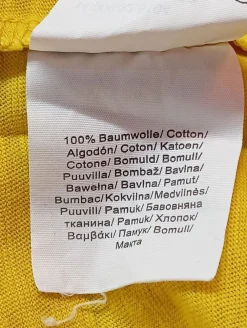 100% Baumwolle/ Cotton/
Algodón/ Coton/ Katoen/
Cotone/ Bomuld/ Bomull/
Puuvilla/ Bombaž/ Bavlna/
Bawełna/ Bavlna/ Pamut/
Bumbac/ Kokvilna/ Medvilnės/
Puuvill/ Pamuk/ Бавовняна
тканина/ Pamuk/ Хлопок/
Βαμβάκι/ Памук/ Bomull/
Мақта